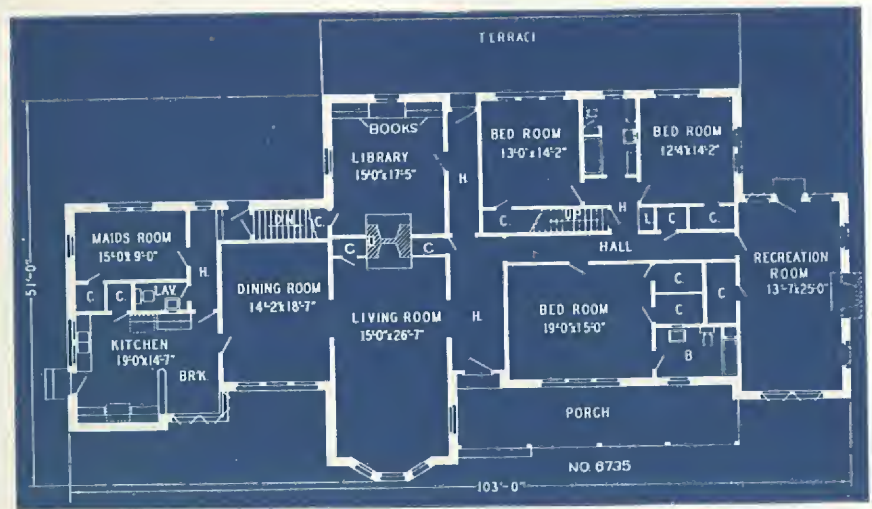 TERRACE
BOOKS
LIBRARY
15'-0"x17'-5"
H.
BED ROOM
13'-0"x14'-2"
BED ROOM
12'-4"x14'-2"
MAIDS ROOM
15'-0"x9'-0"
H.
DN.
C.
C.
UP
H
L
C
C.
HALL
C
C
C.
C.
LAV.
DINING ROOM
14'-2"x18'-7"
LIVING ROOM
15'-0"x26'-7"
H.
BED ROOM
19'-0"x15'-0"
C.
C
C.
RECREATION
ROOM
13'-7"x25'-0"
KITCHEN
19'-0"x14'-7"
BRK.
B
PORCH
NO. 6735
51'-0"
103'-0"